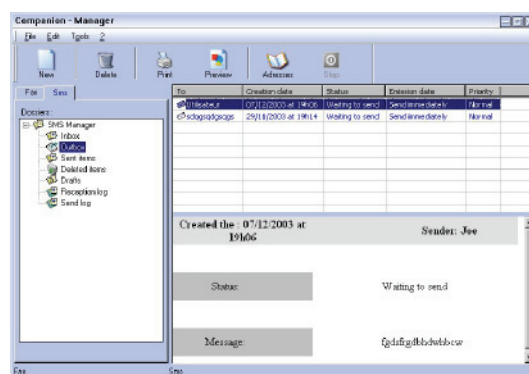 Companion - Manager
File Edit Tools ?
New Delete Print Preview Adresses Stop
Fax Sms
To Creation date Status Emission date Priority
Utilisateur 07/12/2003 at 19h06 Waiting to send Send immediately Normal
29/11/2003 at 19h14 Waiting to send Send immediately Normal
Dossiers:
SMS Manager
Inbox
Outbox
Sent items
Deleted items
Drafts
Reception log
Send log
Created the : 07/12/2003 at
19h06
Sender: Joe
Status: Waiting to send
Message:
Fax Sms